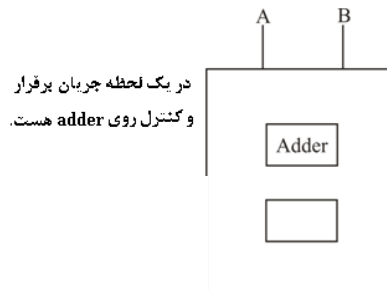 A B
در یک لحظه جریان برقرار
و کنترل روی adder هست.
Adder